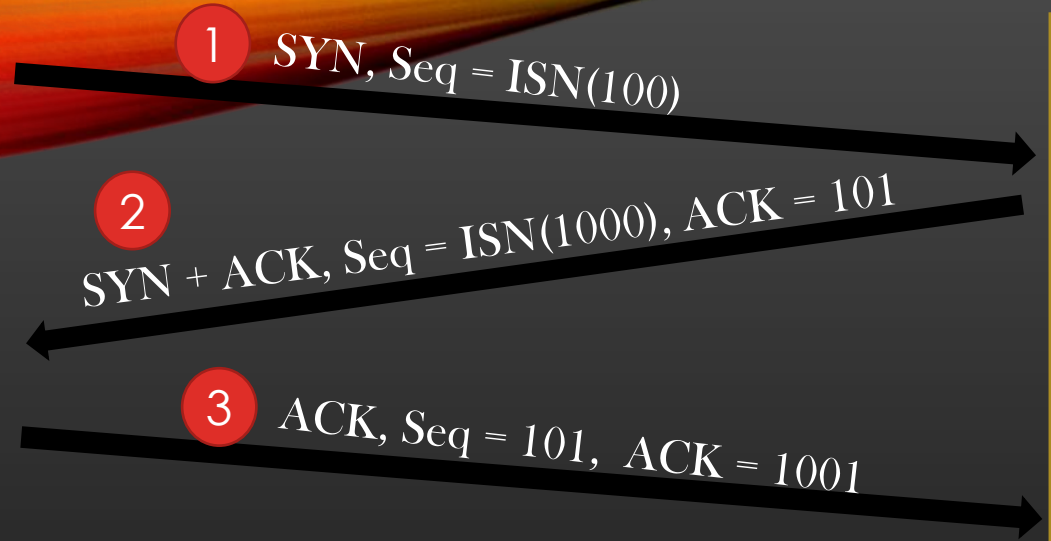 1
SYN, Seq = ISN(100)
2
SYN + ACK, Seq = ISN(1000), ACK = 101
3
ACK, Seq = 101, ACK = 1001